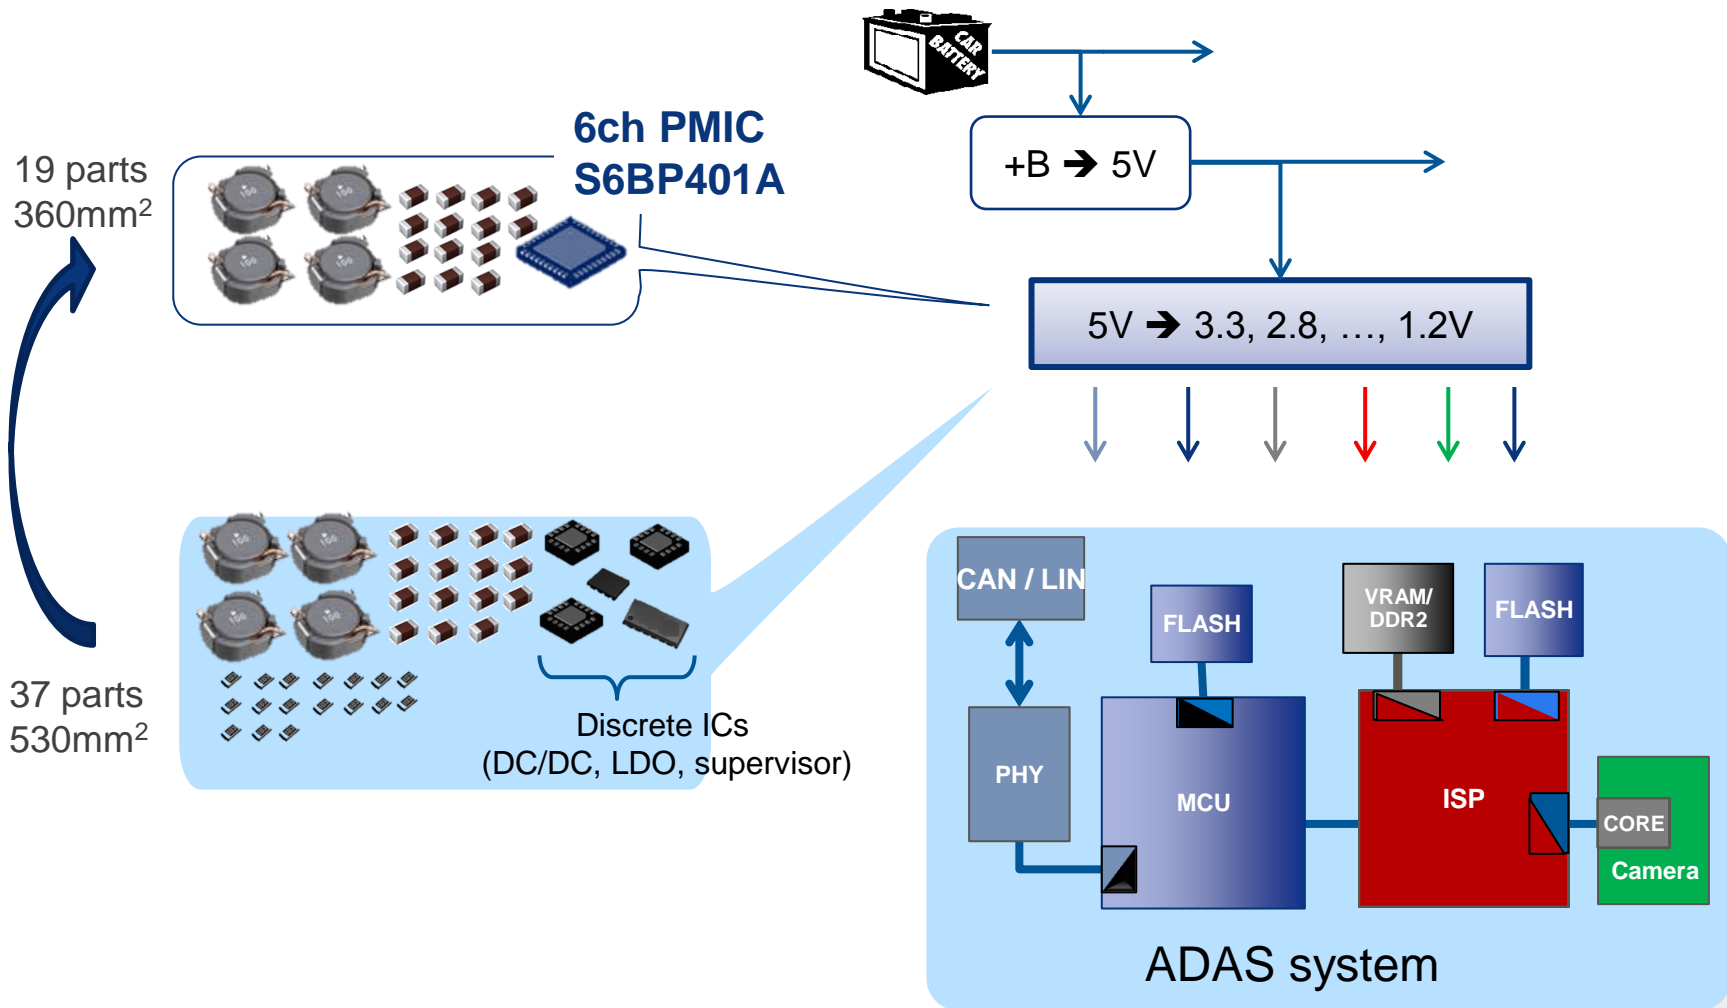 CAR
BATTERY
6ch PMIC
S6BP401A
19 parts
360mm²
+B ➔ 5V
5V ➔ 3.3, 2.8, …, 1.2V
37 parts
530mm²
Discrete ICs
(DC/DC, LDO, supervisor)
CAN / LIN
FLASH
VRAM/
DDR2
FLASH
PHY
MCU
ISP
CORE
Camera
ADAS system